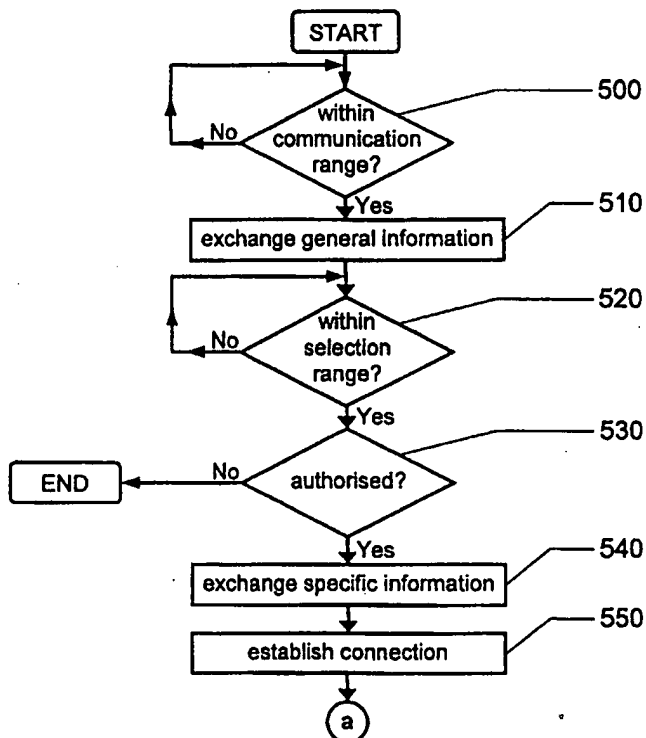 START
500
within
communication
range?
No
Yes
510
exchange general information
520
within
selection
range?
No
Yes
530
authorised?
No
END
Yes
540
exchange specific information
550
establish connection
a